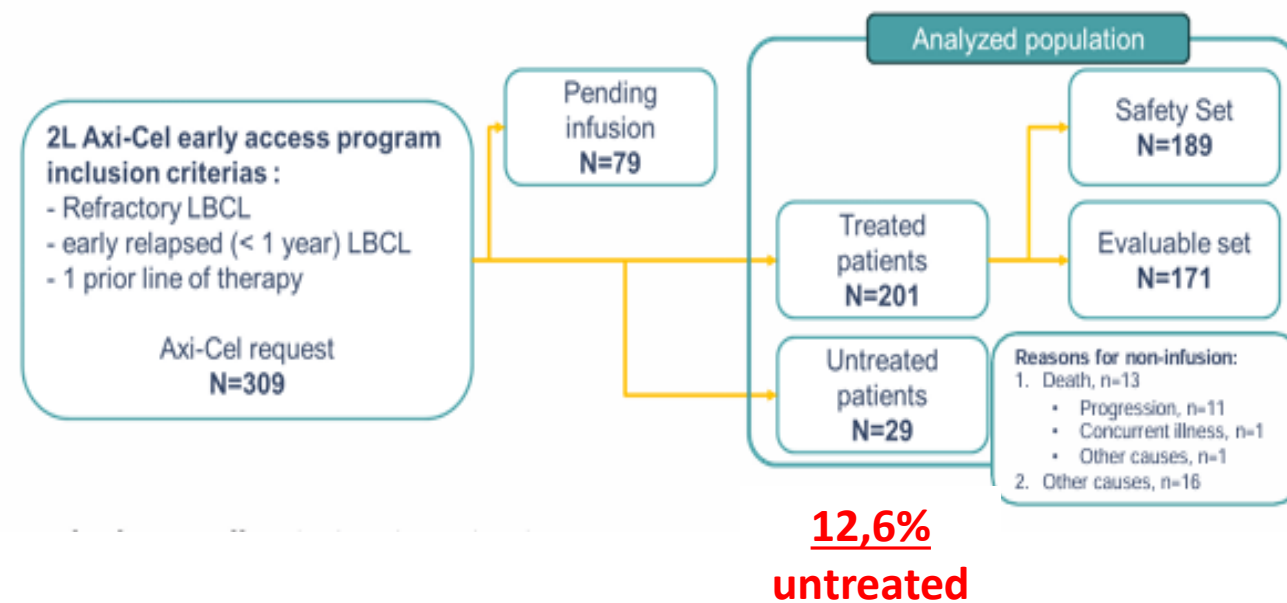 Analyzed population
2L Axi-Cel early access program
inclusion criterias :
- Refractory LBCL
- early relapsed (< 1 year) LBCL
- 1 prior line of therapy
Axi-Cel request
N=309
Pending
infusion
N=79
Treated
patients
N=201
Untreated
patients
N=29
Safety Set
N=189
Evaluable set
N=171
Reasons for non-infusion:
1. Death, n=13
• Progression, n=11
• Concurrent illness, n=1
• Other causes, n=1
2. Other causes, n=16
12,6%
untreated